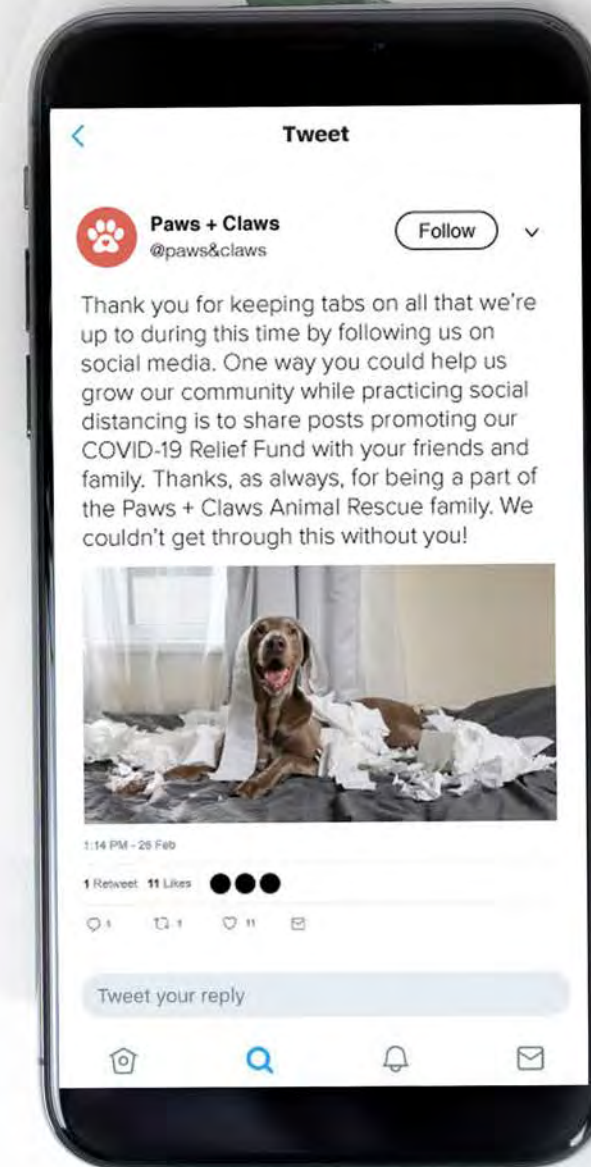 Tweet
Paws + Claws
@paws&claws
Follow
Thank you for keeping tabs on all that we're
up to during this time by following us on
social media. One way you could help us
grow our community while practicing social
distancing is to share posts promoting our
COVID-19 Relief Fund with your friends and
family. Thanks, as always, for being a part of
the Paws + Claws Animal Rescue family. We
couldn't get through this without you!
1:14 PM - 26 Feb
1 Retweet 11 Likes
1 1 11
Tweet your reply